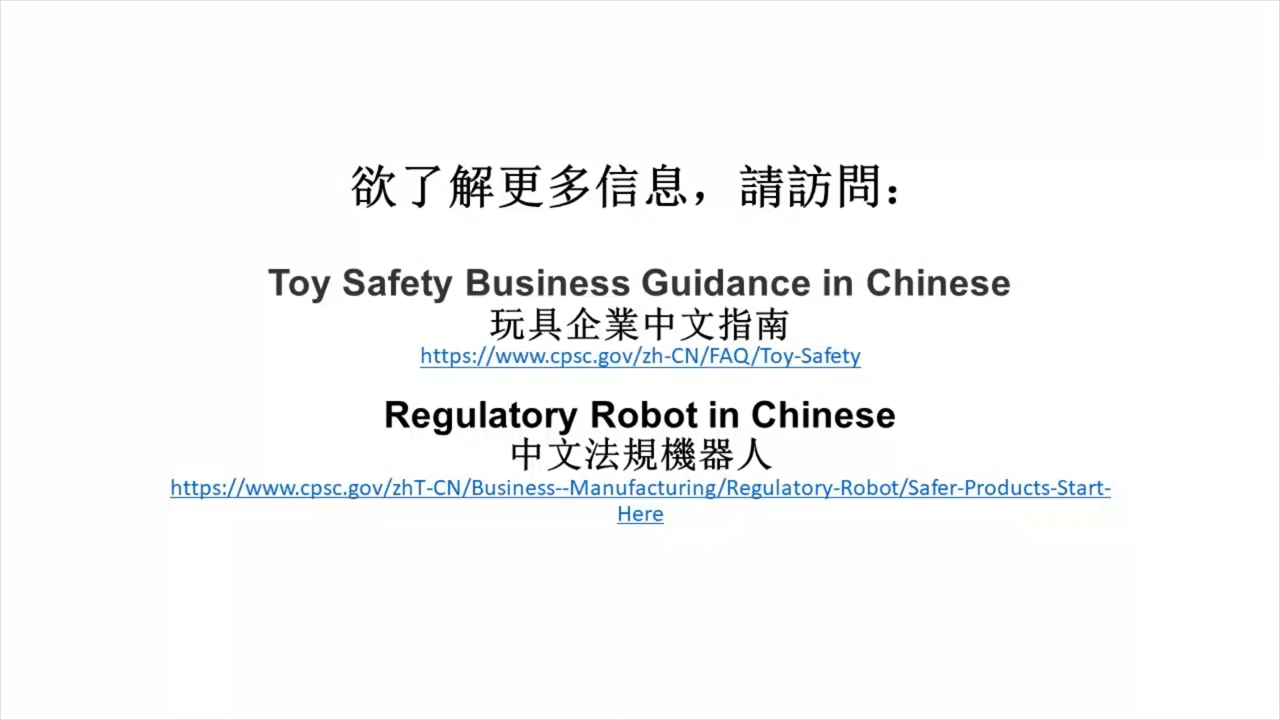 欲了解更多信息，請訪問：
Toy Safety Business Guidance in Chinese
玩具企業中文指南
https://www.cpsc.gov/zh-CN/FAQ/Toy-Safety
Regulatory Robot in Chinese
中文法規機器人
https://www.cpsc.gov/zhT-CN/Business--Manufacturing/Regulatory-Robot/Safer-Products-Start-
Here